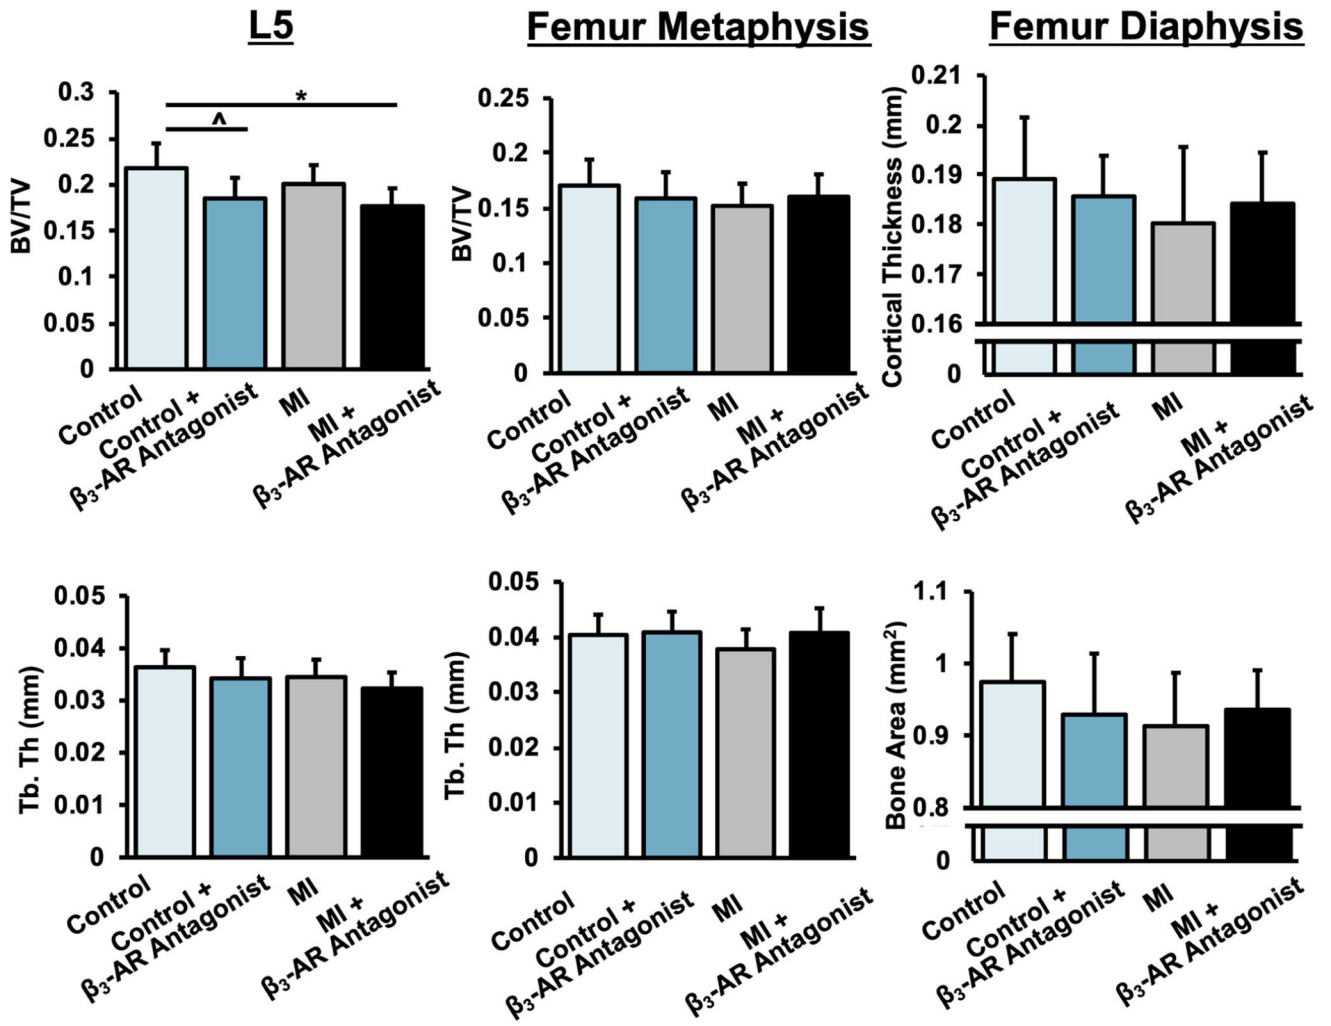 L5
Femur Metaphysis
Femur Diaphysis
BV/TV
0.3
0.25
0.2
0.15
0.1
0.05
0
*
^
Control
Control +
β₃-AR Antagonist
MI
MI +
β₃-AR Antagonist
BV/TV
0.25
0.2
0.15
0.1
0.05
0
Control
Control +
β₃-AR Antagonist
MI
MI +
β₃-AR Antagonist
Cortical Thickness (mm)
0.21
0.2
0.19
0.18
0.17
0.16
0
Control
Control +
β₃-AR Antagonist
MI
MI +
β₃-AR Antagonist
Tb. Th (mm)
0.05
0.04
0.03
0.02
0.01
0
Control
Control +
β₃-AR Antagonist
MI
MI +
β₃-AR Antagonist
Tb. Th (mm)
0.05
0.04
0.03
0.02
0.01
0
Control
Control +
β₃-AR Antagonist
MI
MI +
β₃-AR Antagonist
Bone Area (mm²)
1.1
1
0.9
0.8
0
Control
Control +
β₃-AR Antagonist
MI
MI +
β₃-AR Antagonist